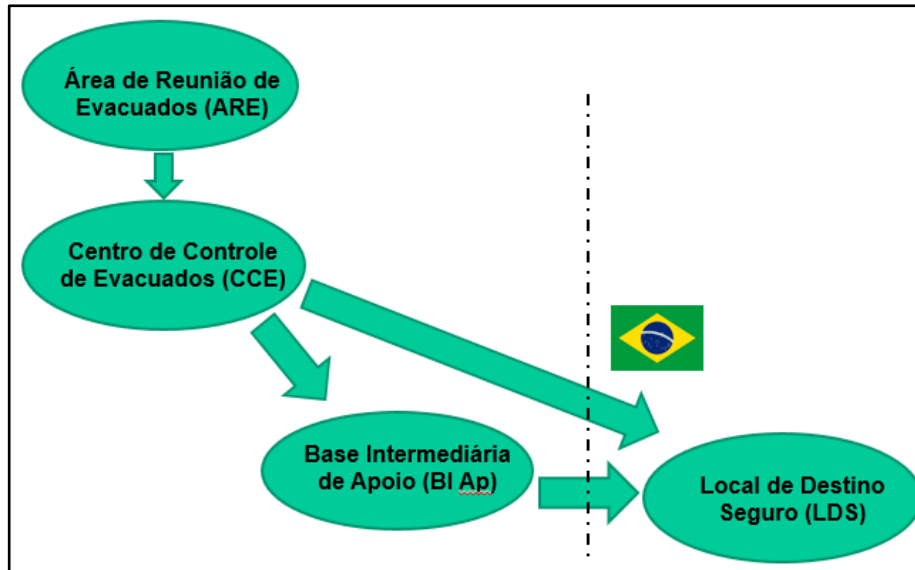 Área de Reunião de
Evacuados (ARE)
Centro de Controle
de Evacuados (CCE)
Base Intermediária
de Apoio (BI Ap)
Local de Destino
Seguro (LDS)